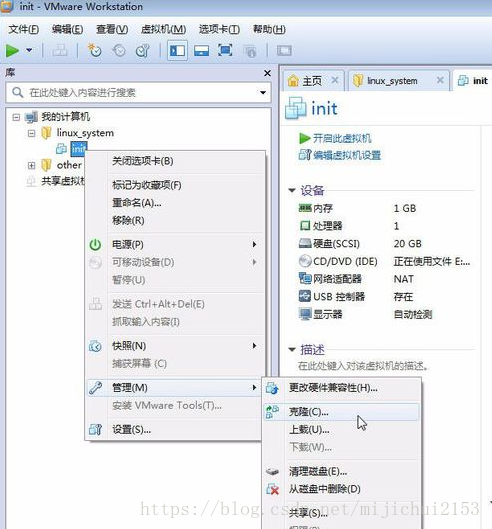 init - VMware Workstation
文件(F) 编辑(E) 查看(V) 虚拟机(M) 选项卡(T) 帮助(H)
库
在此处键入内容进行搜索
我的计算机
linux_system
init
other
共享虚拟机
关闭选项卡(B)
标记为收藏项(F)
重命名(A)...
移除(R)
电源(P)
可移动设备(D)
暂停(U)
发送 Ctrl+Alt+Del(E)
抓取输入内容(I)
快照(N)
捕获屏幕 (C)
管理(M)
安装 VMware Tools(T)...
设置(S)...
主页 linux_system init
init
开启此虚拟机
编辑虚拟机设置
设备
内存 1 GB
处理器 1
硬盘(SCSI) 20 GB
CD/DVD (IDE) 正在使用文件 E:...
网络适配器 NAT
USB 控制器 存在
显示器 自动检测
描述
在此处键入对该虚拟机的描述。
更改硬件兼容性(H)...
克隆(C)...
上载(U)...
下载(W)...
清理磁盘(E)...
从磁盘中删除(D)
共享(S)...
https://blog.csdn.net/mijichui2153